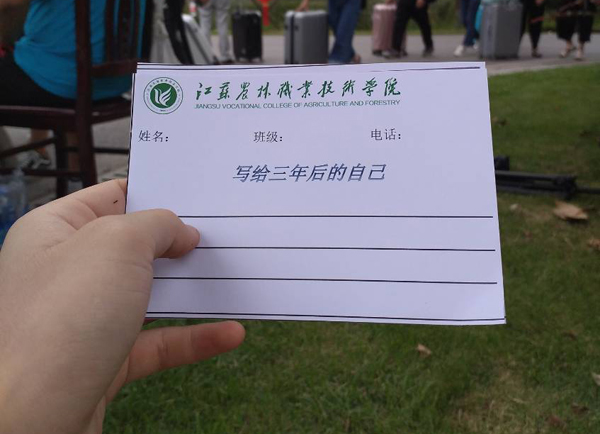 江苏农林职业技术学院
JIANGSU VOCATIONAL COLLEGE OF AGRICULTURE AND FORESTRY
姓名： 班级： 电话：
写给三年后的自己